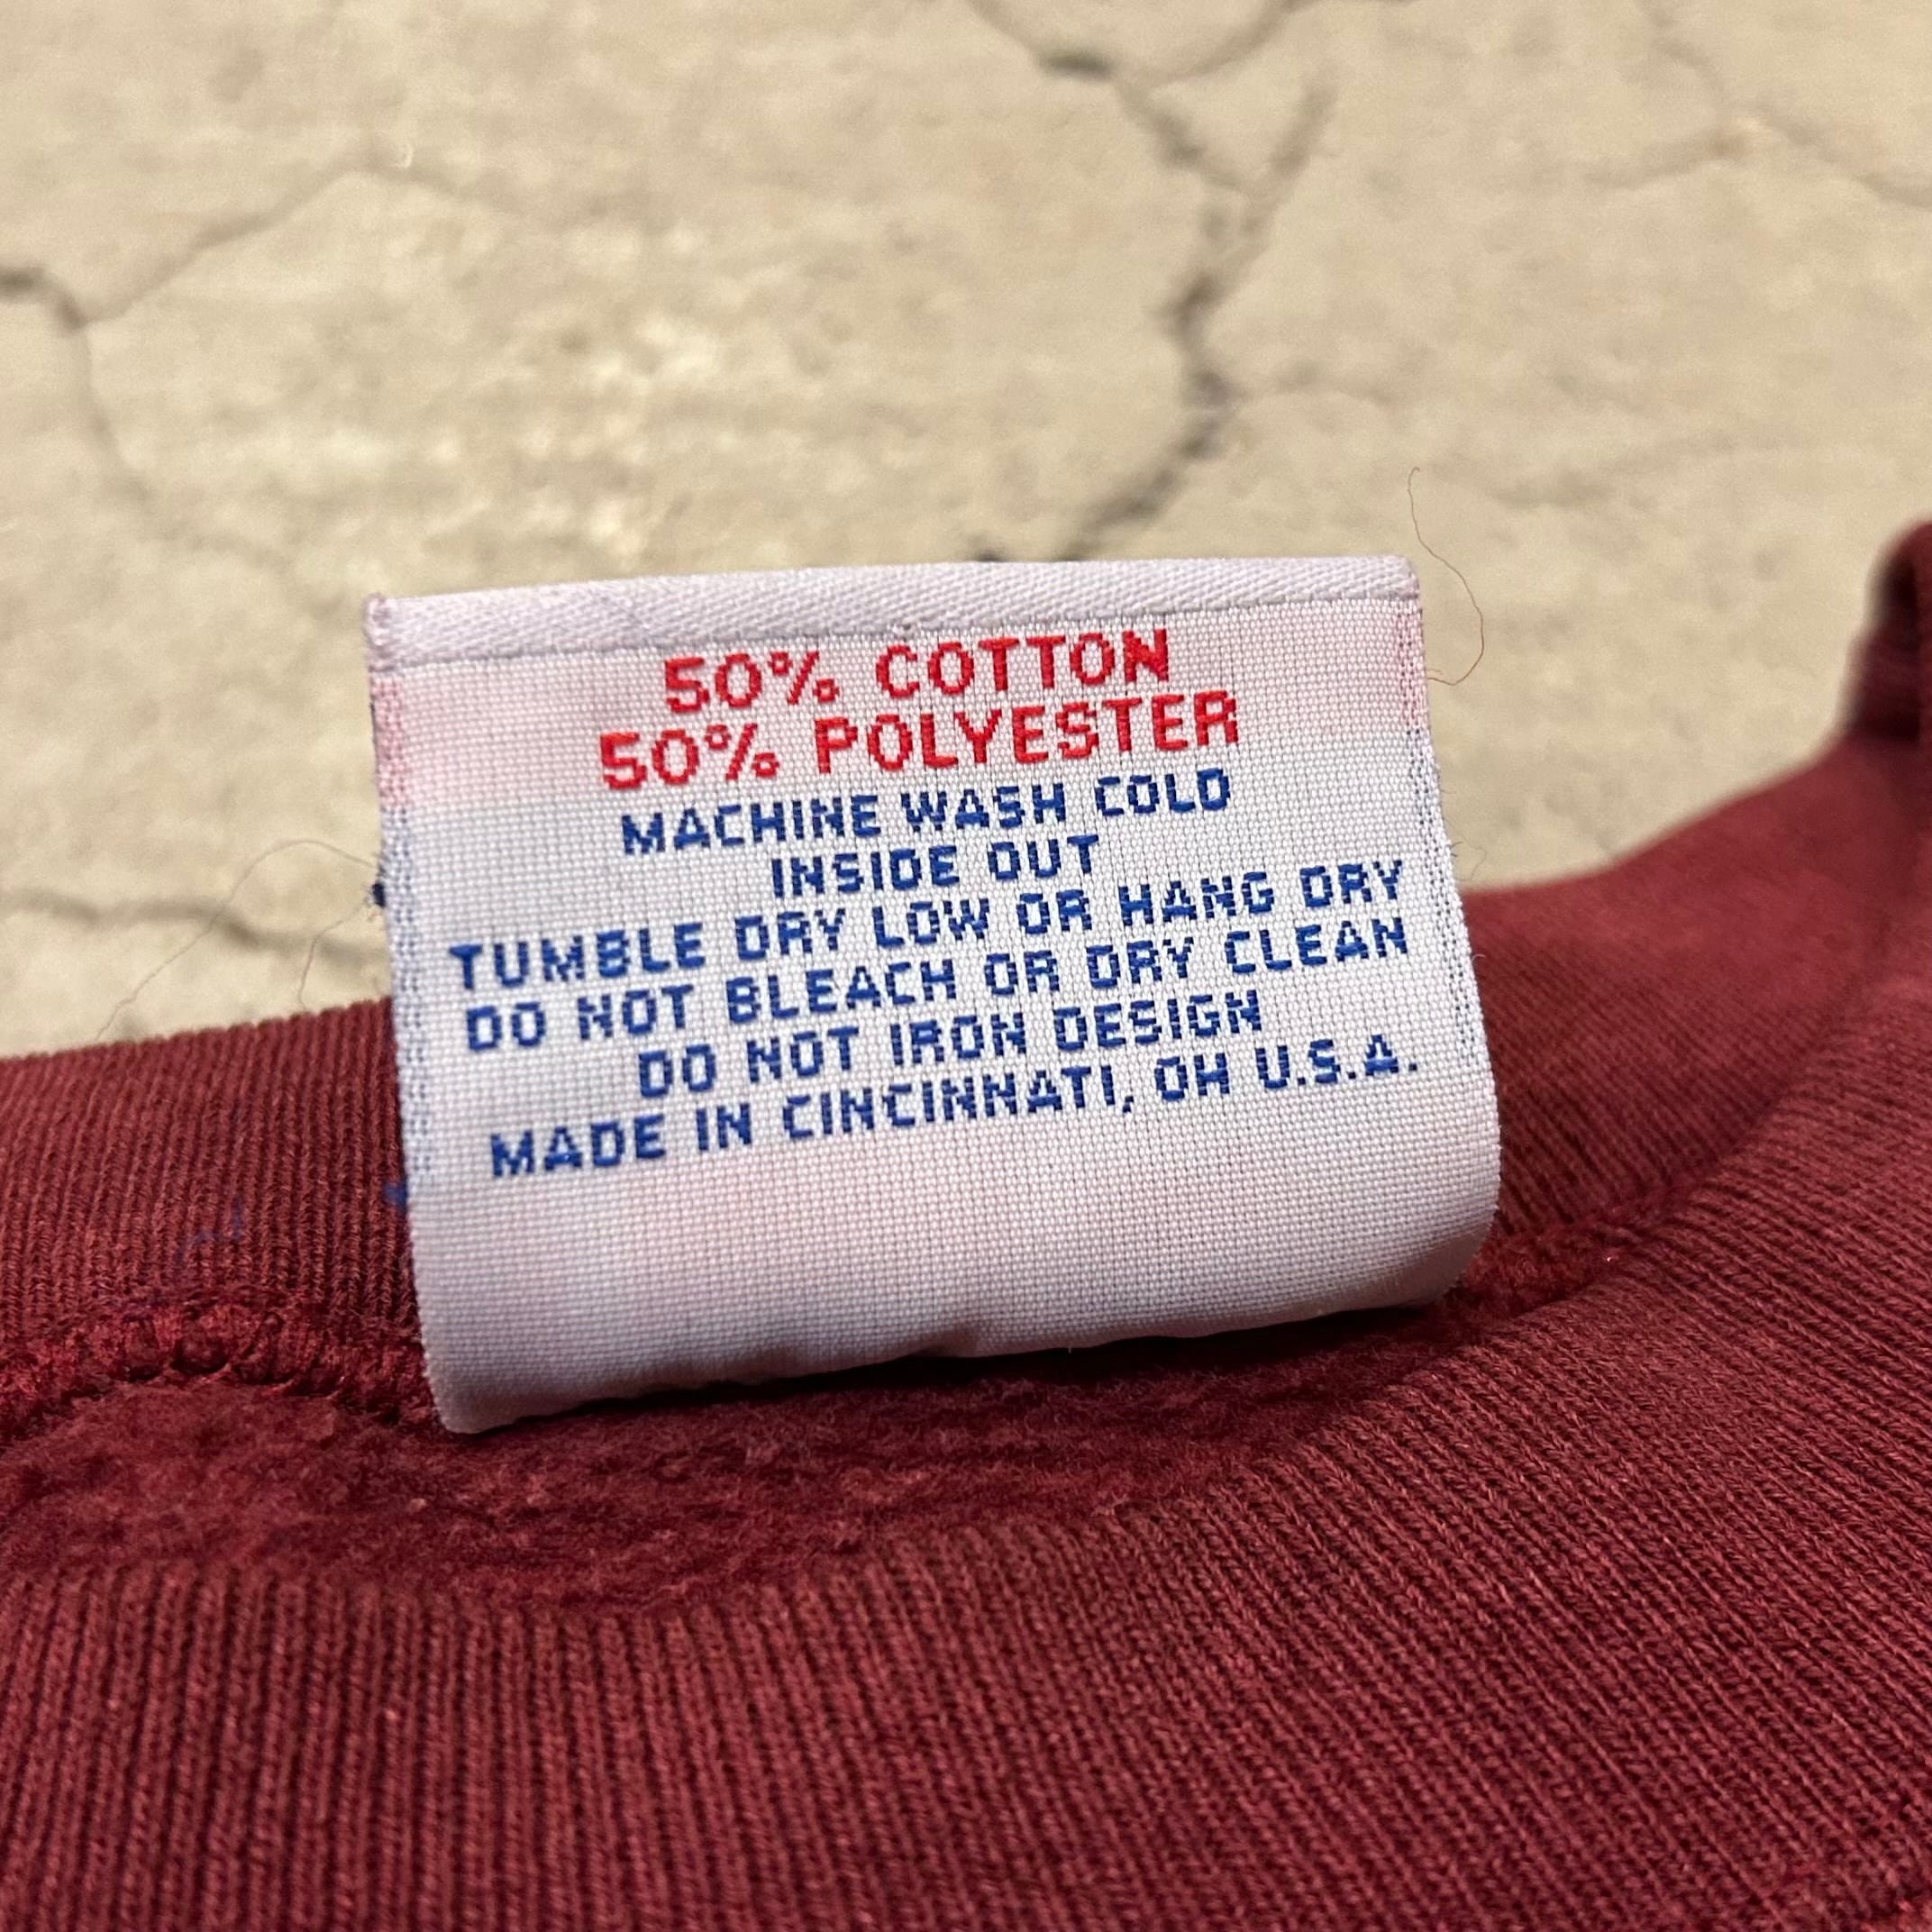 50% COTTON
50% POLYESTER
MACHINE WASH COLD
INSIDE OUT
TUMBLE DRY LOW OR HANG DRY
DO NOT BLEACH OR DRY CLEAN
DO NOT IRON DESIGN
MADE IN CINCINNATI, OH U.S.A.